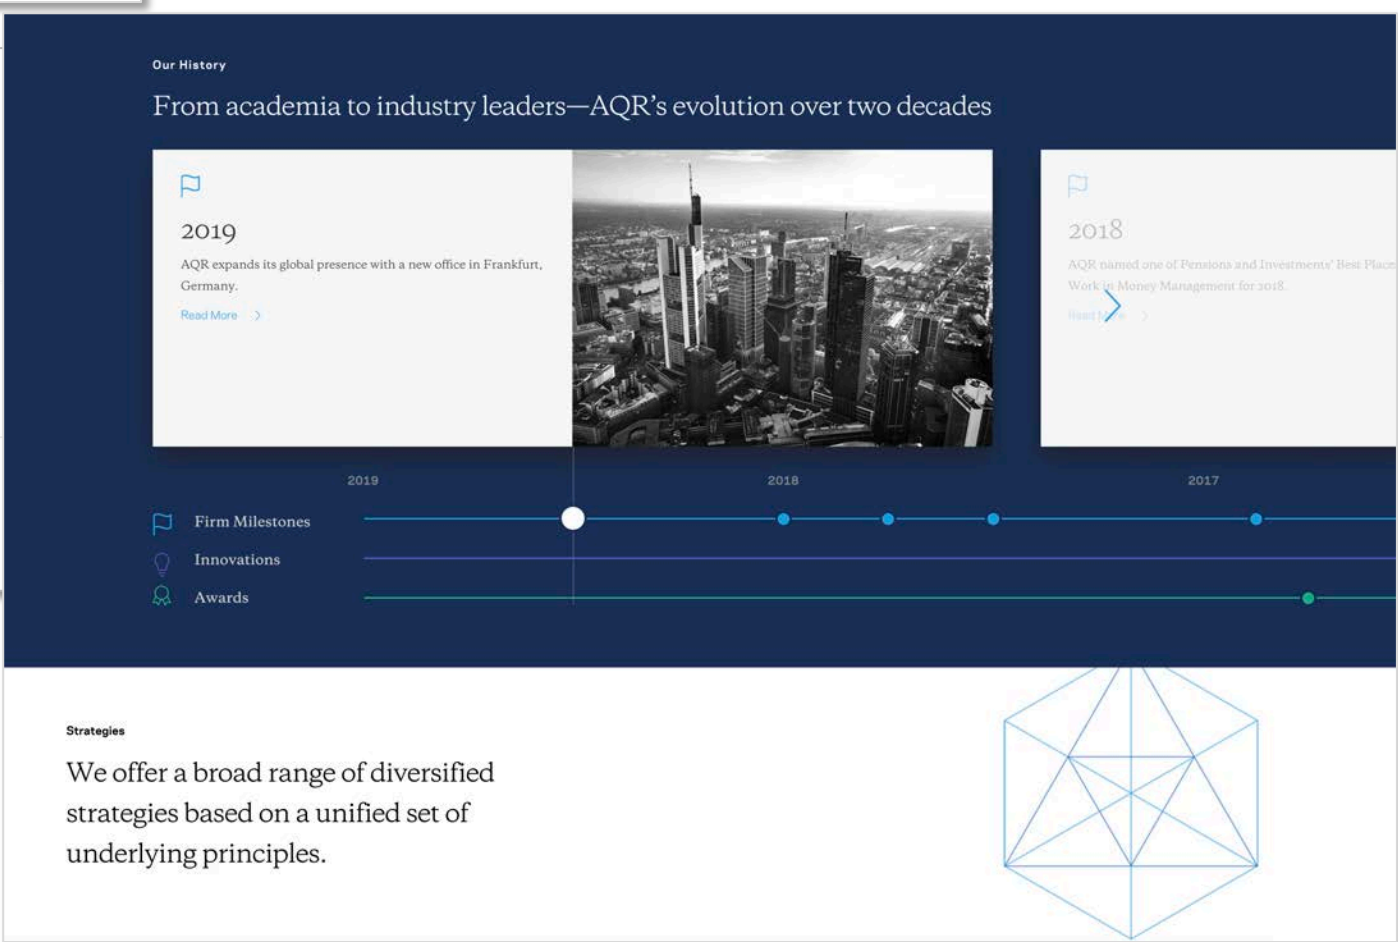 Our History
From academia to industry leaders—AQR's evolution over two decades
2019
AQR expands its global presence with a new office in Frankfurt,
Germany.
Read More
2018
AQR named one of Pensions and Investments' Best Place
Work in Money Management for 2018.
Read More
2019
2018
2017
Firm Milestones
Innovations
Awards
Strategies
We offer a broad range of diversified
strategies based on a unified set of
underlying principles.